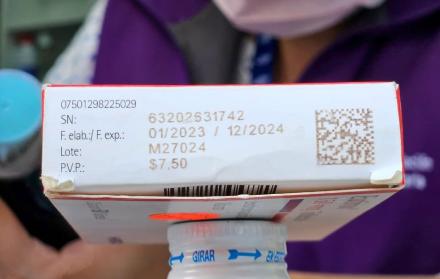 07501298225029
SN: 63202631742
F. elab.:/ F. exp.: 01/2023 / 12/2024
Lote: M27024
P.V.P.: $7,50
GIRAR